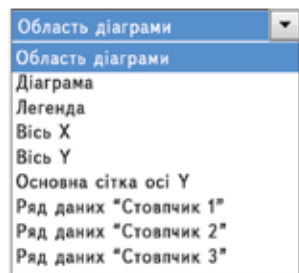 Область діаграми
Область діаграми
Діаграма
Легенда
Вісь X
Вісь Y
Основна сітка осі Y
Ряд даних "Стовпчик 1"
Ряд даних "Стовпчик 2"
Ряд даних "Стовпчик 3"